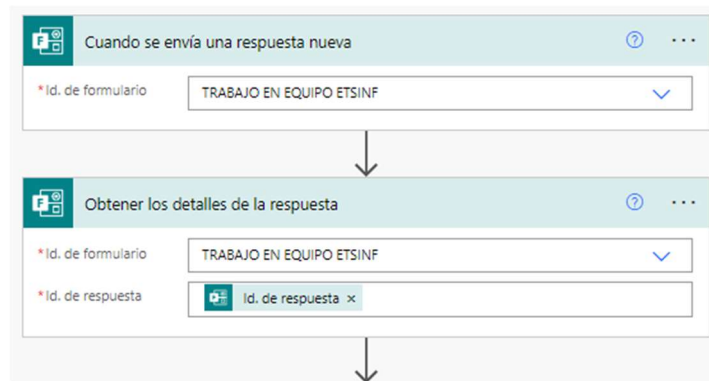 Cuando se envía una respuesta nueva
*Id. de formulario
TRABAJO EN EQUIPO ETSINF
Obtener los detalles de la respuesta
*Id. de formulario
TRABAJO EN EQUIPO ETSINF
*Id. de respuesta
Id. de respuesta ×